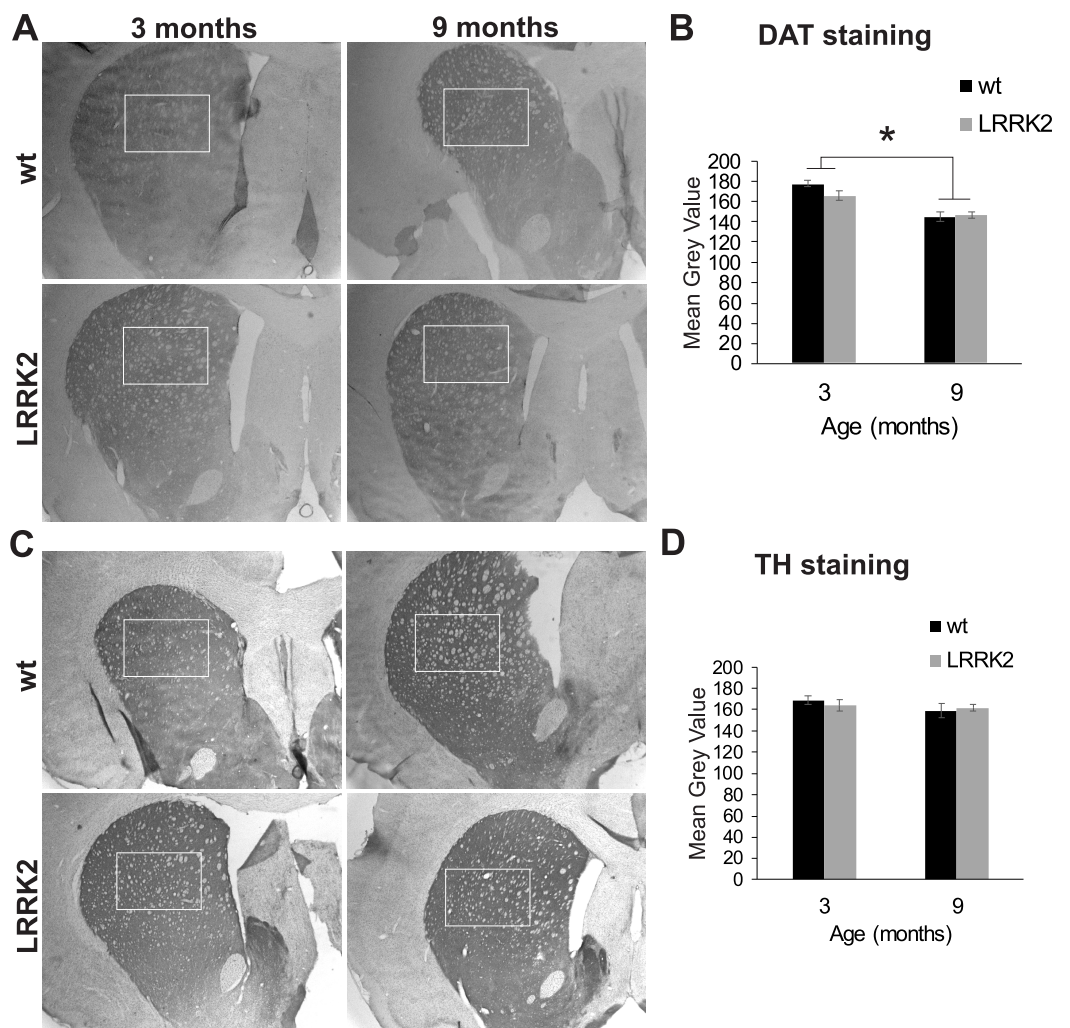 A
3 months
9 months
wt
LRRK2
B
DAT staining
wt
LRRK2
*
200
180
160
140
120
100
80
60
40
20
0
Mean Grey Value
3
9
Age (months)
C
wt
LRRK2
D
TH staining
wt
LRRK2
200
180
160
140
120
100
80
60
40
20
0
Mean Grey Value
3
9
Age (months)